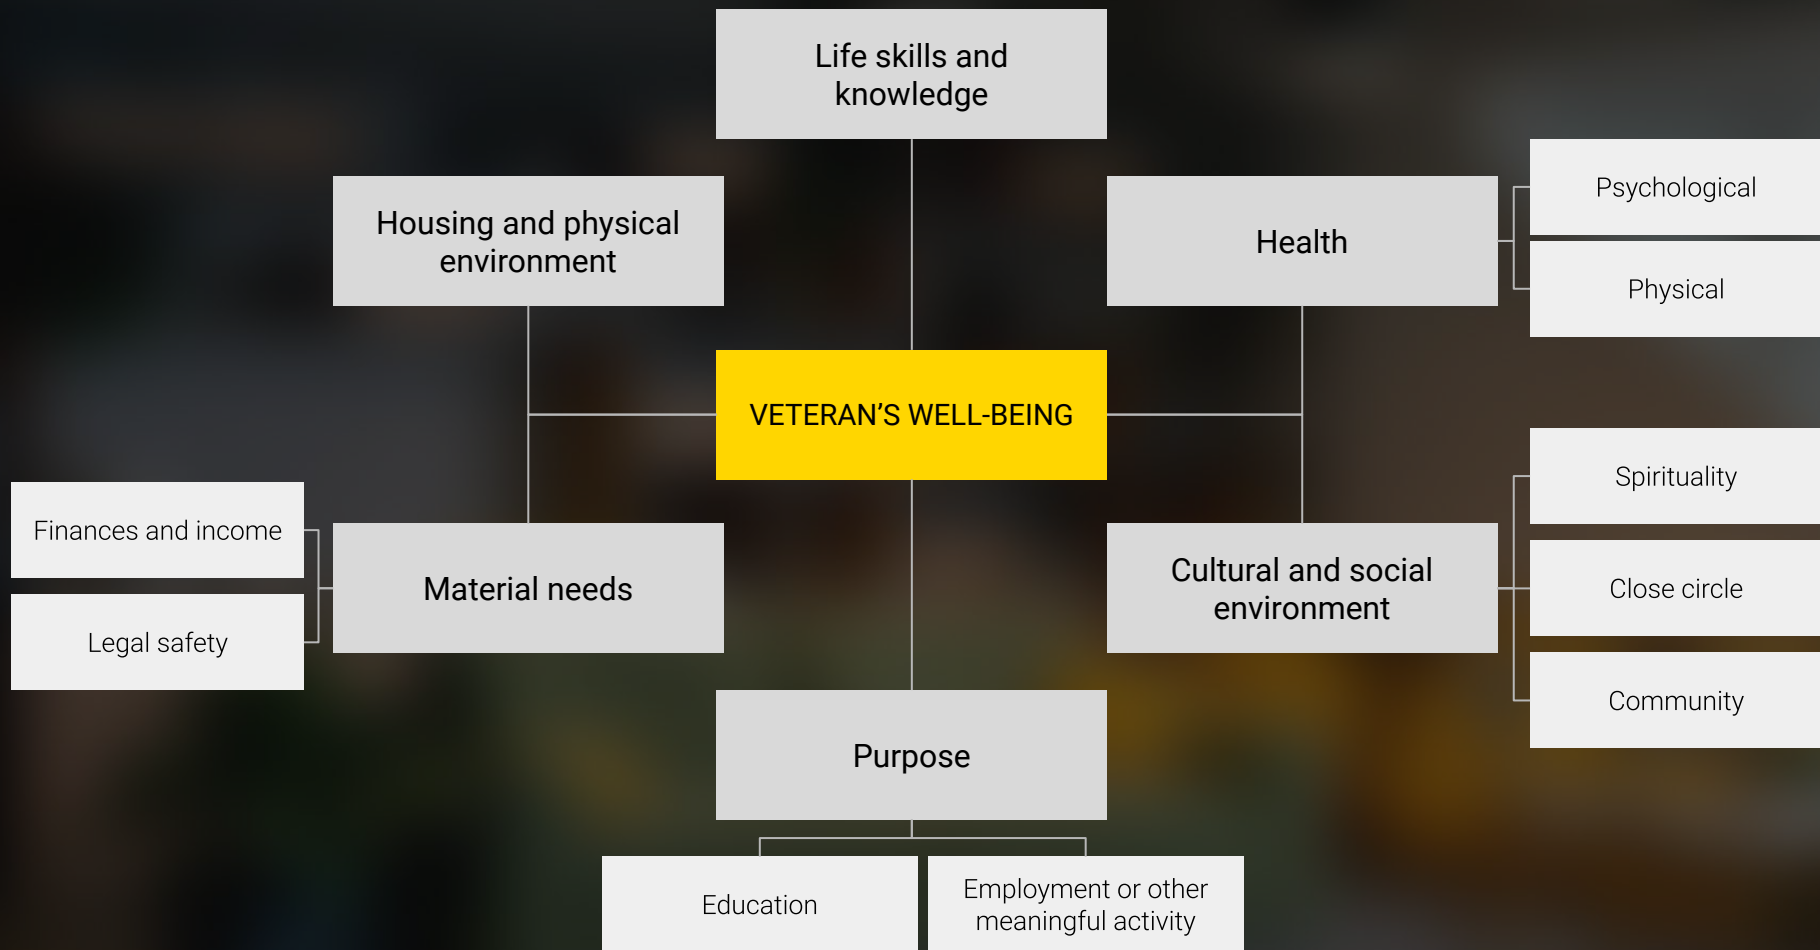 Life skills and
knowledge
Housing and physical
environment
Health
Psychological
Physical
VETERAN’S WELL-BEING
Finances and income
Legal safety
Material needs
Cultural and social
environment
Spirituality
Close circle
Community
Purpose
Education
Employment or other
meaningful activity